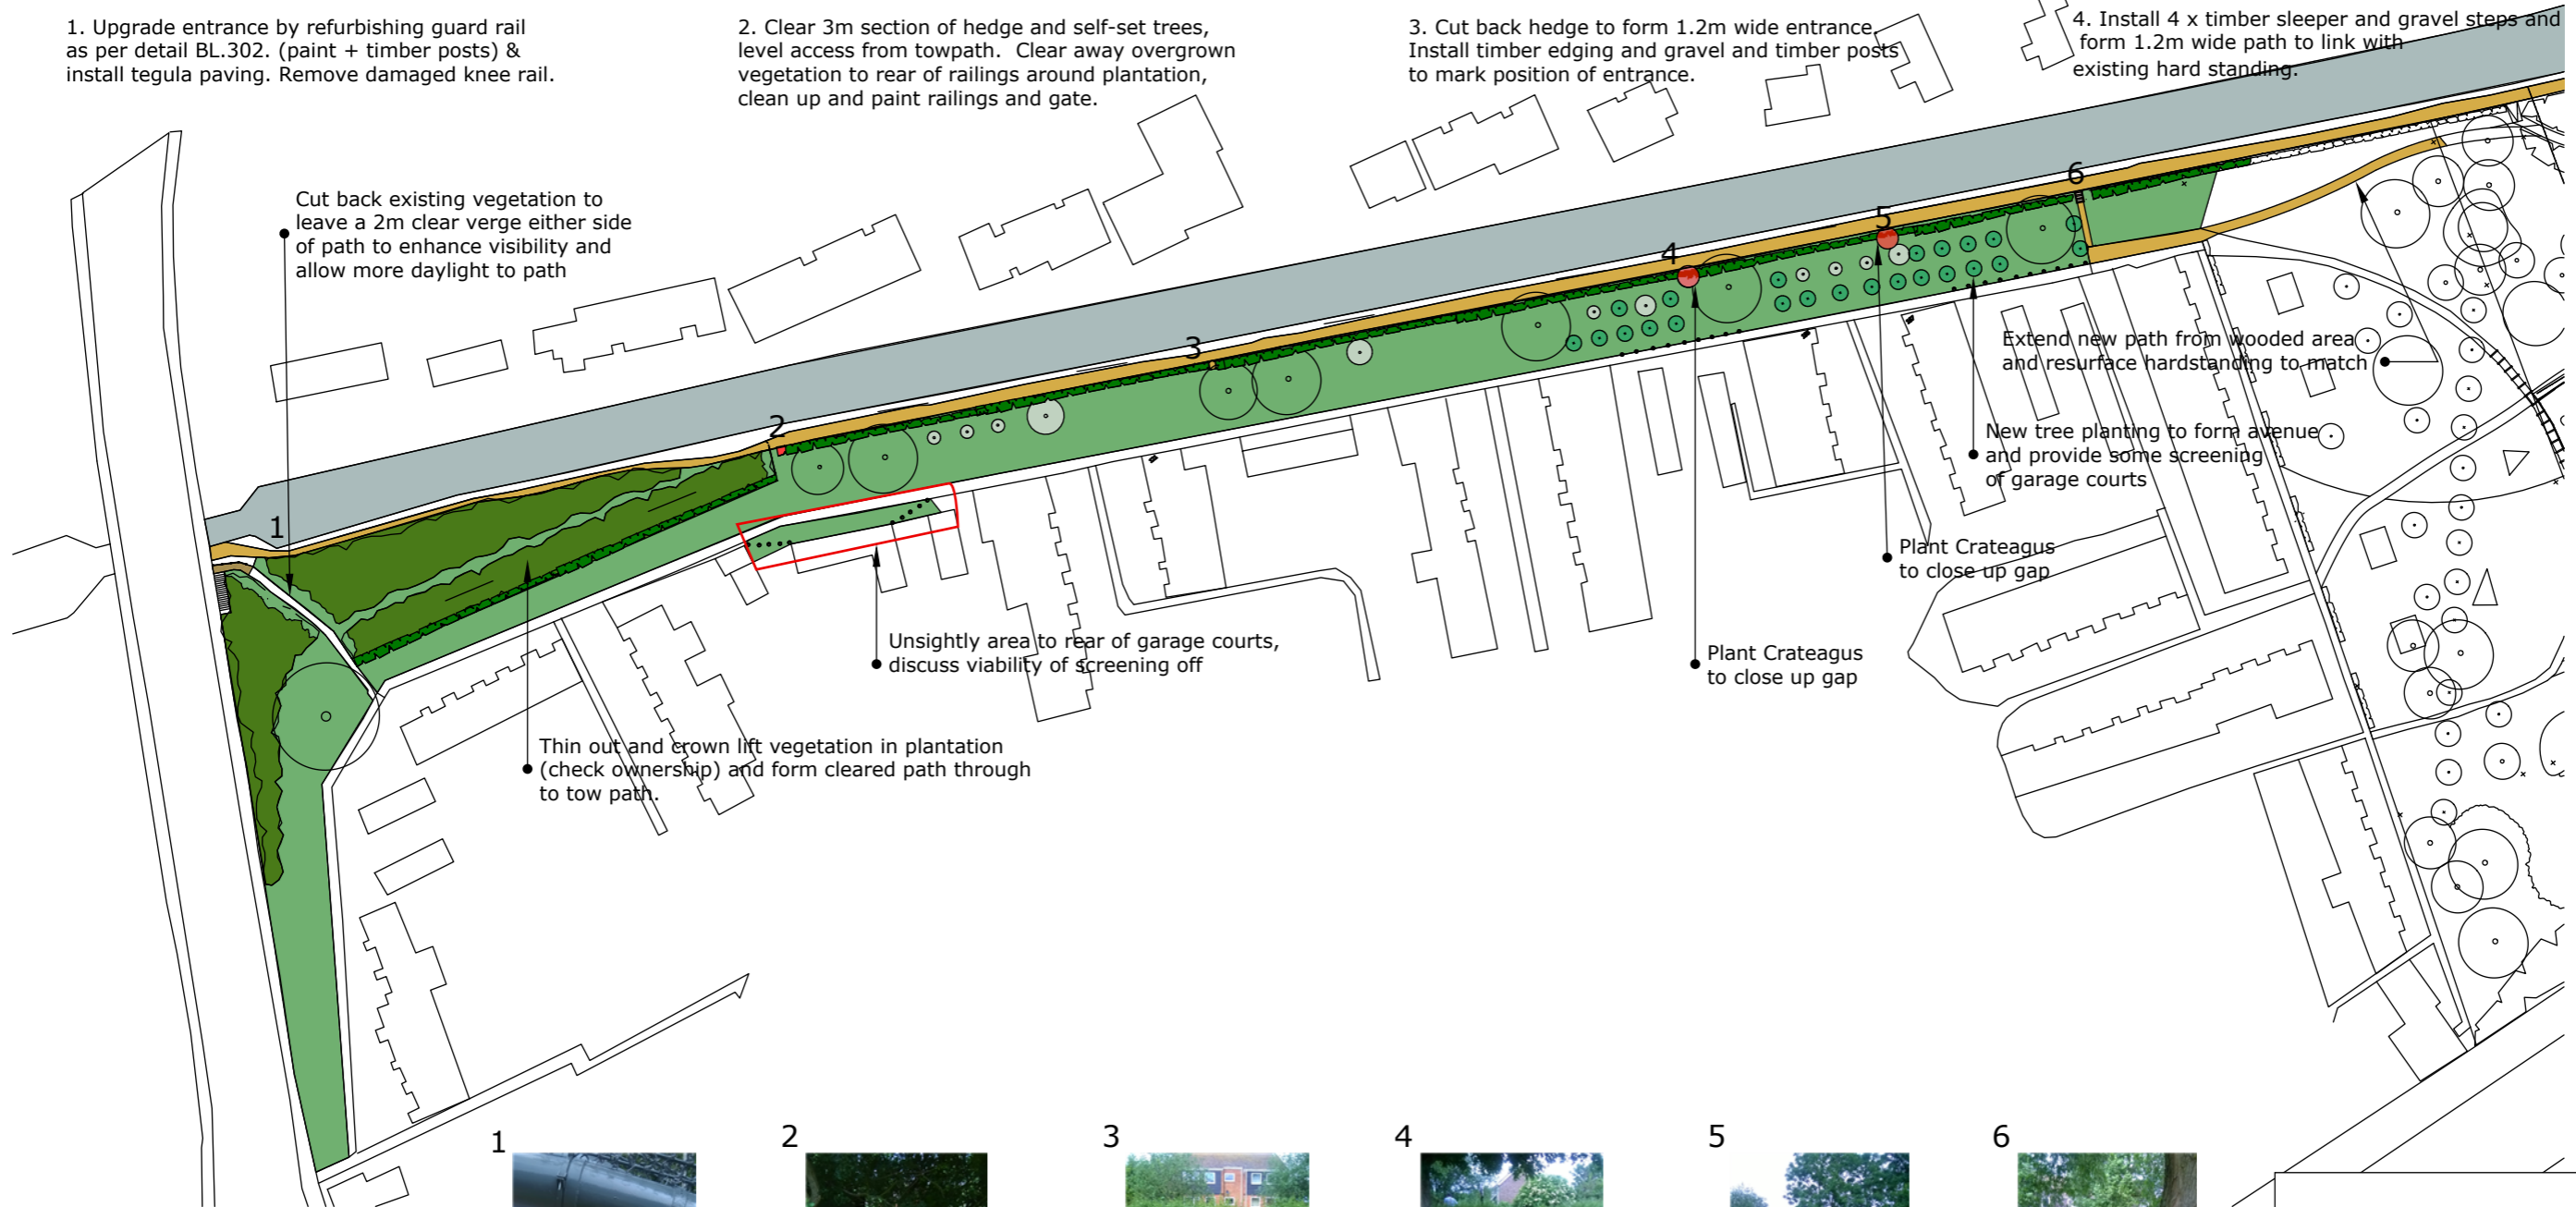 1. Upgrade entrance by refurbishing guard rail
as per detail BL.302. (paint + timber posts) &
install tegula paving. Remove damaged knee rail.
2. Clear 3m section of hedge and self-set trees,
level access from towpath.  Clear away overgrown
vegetation to rear of railings around plantation,
clean up and paint railings and gate.
3. Cut back hedge to form 1.2m wide entrance.
Install timber edging and gravel and timber posts
to mark position of entrance.
4. Install 4 x timber sleeper and gravel steps and
form 1.2m wide path to link with
existing hard standing.
Cut back existing vegetation to
leave a 2m clear verge either side
of path to enhance visibility and
allow more daylight to path
6
5
4
3
2
1
Extend new path from wooded area
and resurface hardstanding to match
New tree planting to form avenue
and provide some screening
of garage courts
Plant Crateagus
to close up gap
Unsightly area to rear of garage courts,
discuss viability of screening off
Plant Crateagus
to close up gap
Thin out and crown lift vegetation in plantation
(check ownership) and form cleared path through
to tow path.
1
2
3
4
5
6